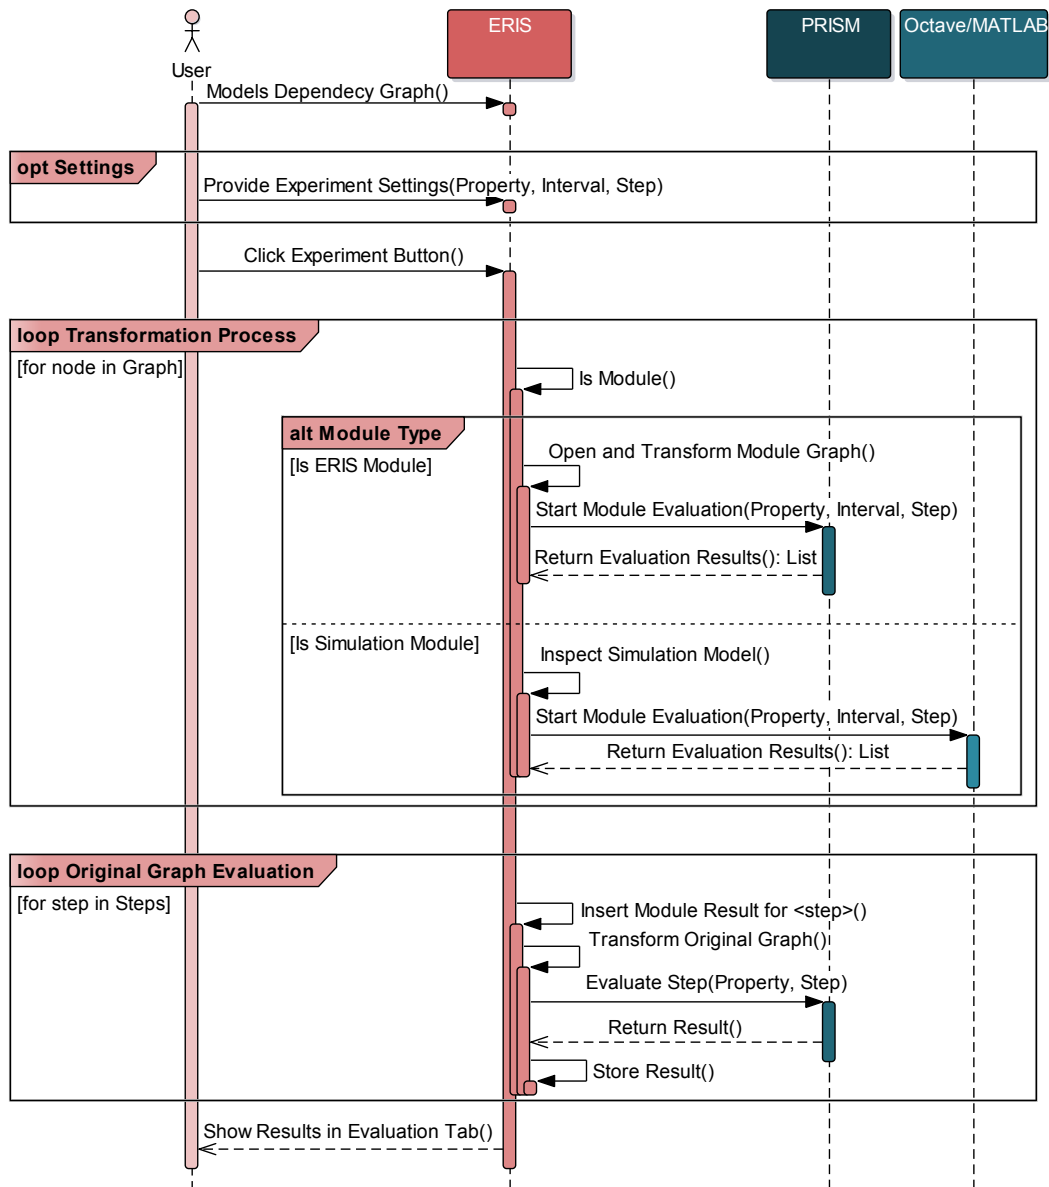 ERIS
PRISM
Octave/MATLAB
User
Models Dependecy Graph()
opt Settings
Provide Experiment Settings(Property, Interval, Step)
Click Experiment Button()
loop Transformation Process
[for node in Graph]
Is Module()
alt Module Type
[Is ERIS Module]
Open and Transform Module Graph()
Start Module Evaluation(Property, Interval, Step)
Return Evaluation Results(): List
[Is Simulation Module]
Inspect Simulation Model()
Start Module Evaluation(Property, Interval, Step)
Return Evaluation Results(): List
loop Original Graph Evaluation
[for step in Steps]
Insert Module Result for <step>()
Transform Original Graph()
Evaluate Step(Property, Step)
Return Result()
Store Result()
Show Results in Evaluation Tab()